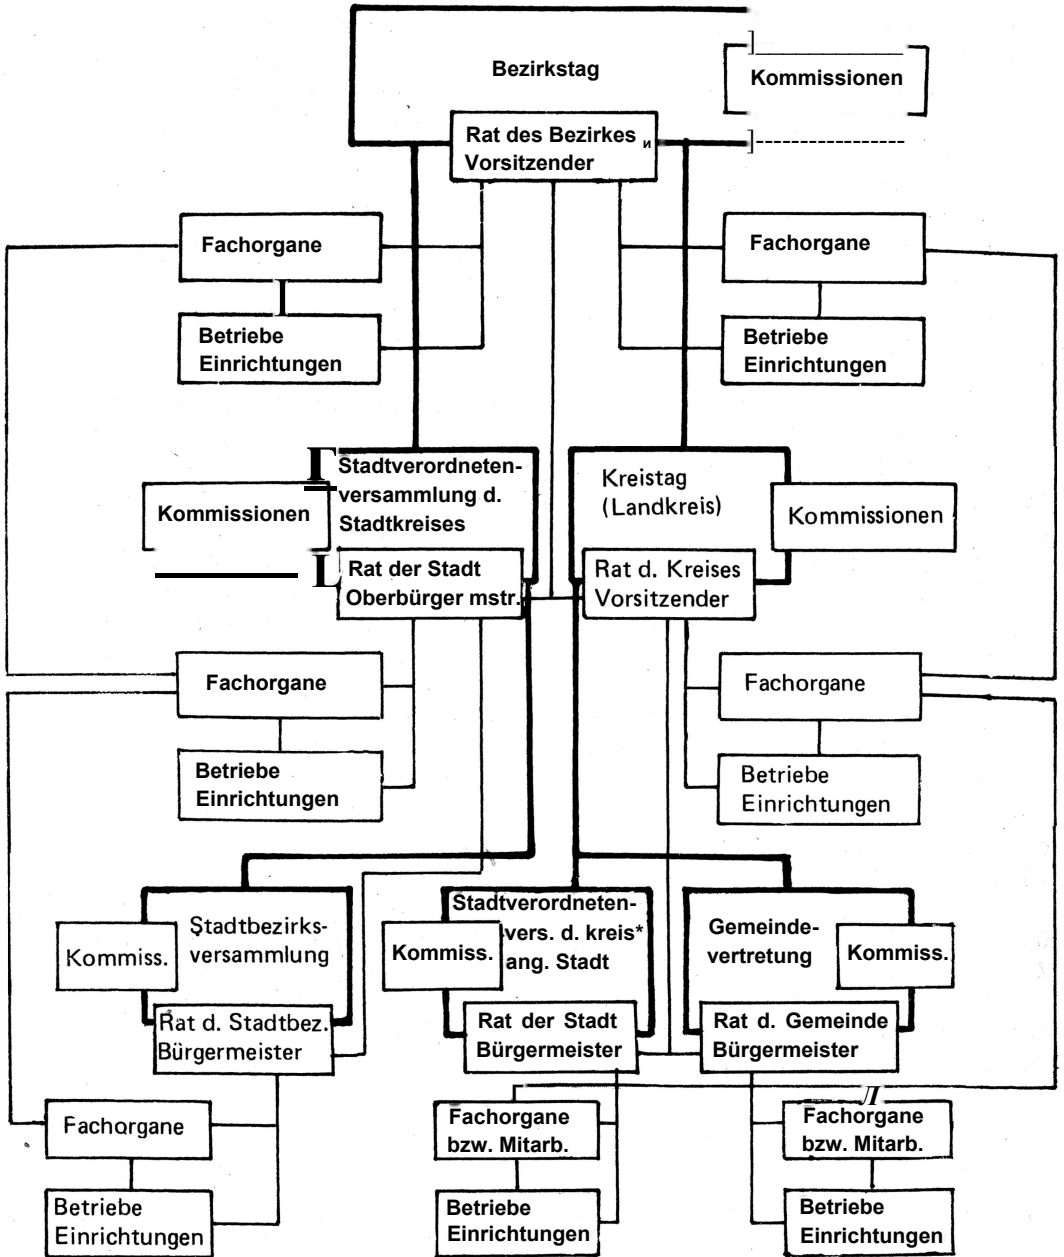 Bezirkstag
Kommissionen
Rat des Bezirkes
Vorsitzender
Fachorgane
Fachorgane
Betriebe
Einrichtungen
Betriebe
Einrichtungen
Stadtverordneten-
versammlung d.
Stadtkreises
Kommissionen
Rat der Stadt
Oberbürger mstr.
Kreistag
(Landkreis)
Kommissionen
Rat d. Kreises
Vorsitzender
Fachorgane
Fachorgane
Betriebe
Einrichtungen
Betriebe
Einrichtungen
Stadtbezirks-
versammlung
Kommiss.
Rat d. Stadtbez.
Bürgermeister
Stadtverordneten-
vers. d. kreis*
ang. Stadt
Kommiss.
Rat der Stadt
Bürgermeister
Gemeinde-
vertretung
Kommiss.
Rat d. Gemeinde
Bürgermeister
Fachorgane
Fachorgane
bzw. Mitarb.
Fachorgane
bzw. Mitarb.
Betriebe
Einrichtungen
Betriebe
Einrichtungen
Betriebe
Einrichtungen